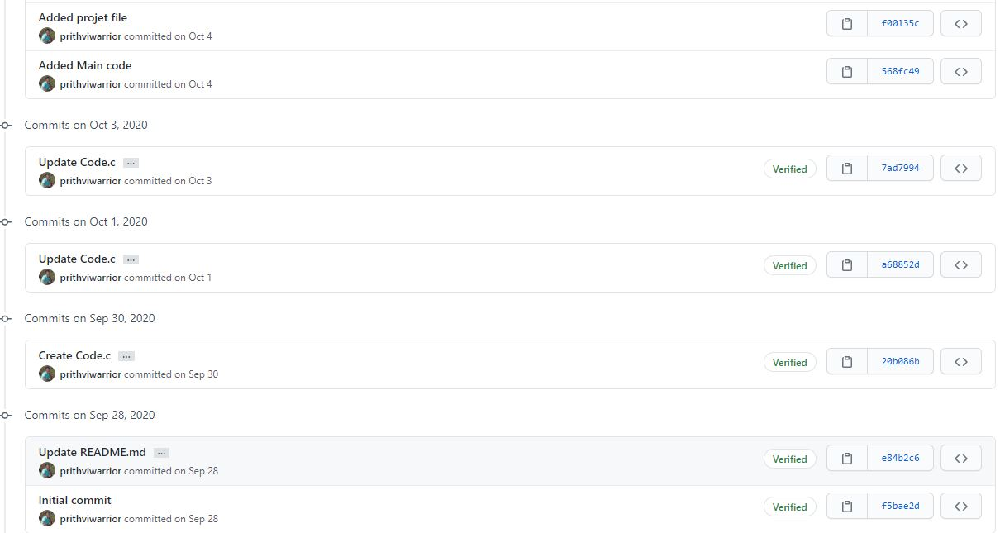 Added projet file
prithviwarrior committed on Oct 4
f00135c
Added Main code
prithviwarrior committed on Oct 4
568fc49
Commits on Oct 3, 2020
Update Code.c ...
prithviwarrior committed on Oct 3
Verified
7ad7994
Commits on Oct 1, 2020
Update Code.c ...
prithviwarrior committed on Oct 1
Verified
a68852d
Commits on Sep 30, 2020
Create Code.c ...
prithviwarrior committed on Sep 30
Verified
20b086b
Commits on Sep 28, 2020
Update README.md ...
prithviwarrior committed on Sep 28
Verified
e84b2c6
Initial commit
prithviwarrior committed on Sep 28
Verified
f5bae2d